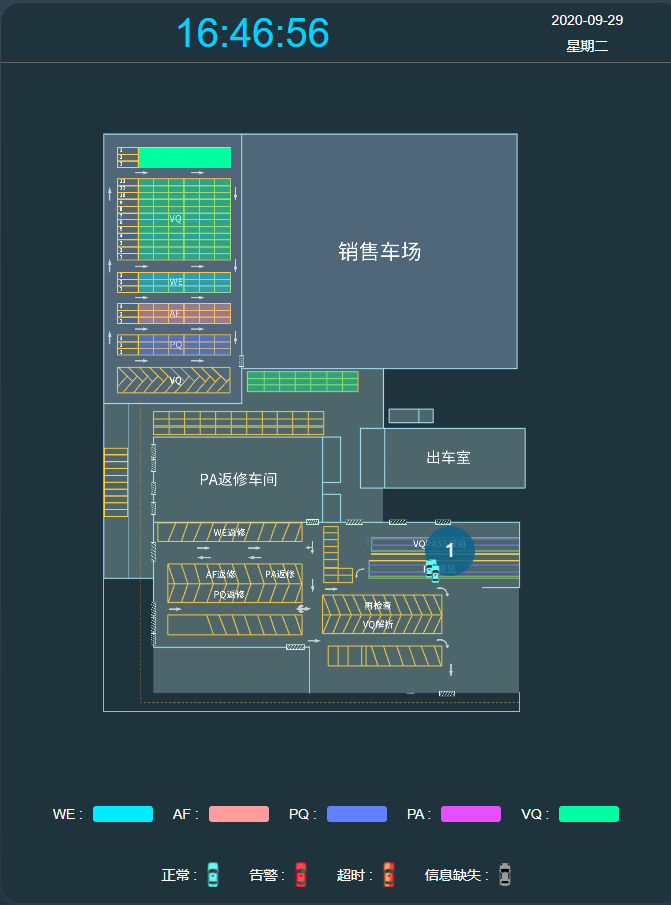 16:46:56
2020-09-29
星期二
VQ
WE
AF
PQ
VQ
销售车场
出车室
PA返修车间
WE返修
AF返修
PA返修
PQ返修
1
再检查
VQ解析
WE :
AF :
PQ :
PA :
VQ :
正常 :
告警 :
超时 :
信息缺失 :